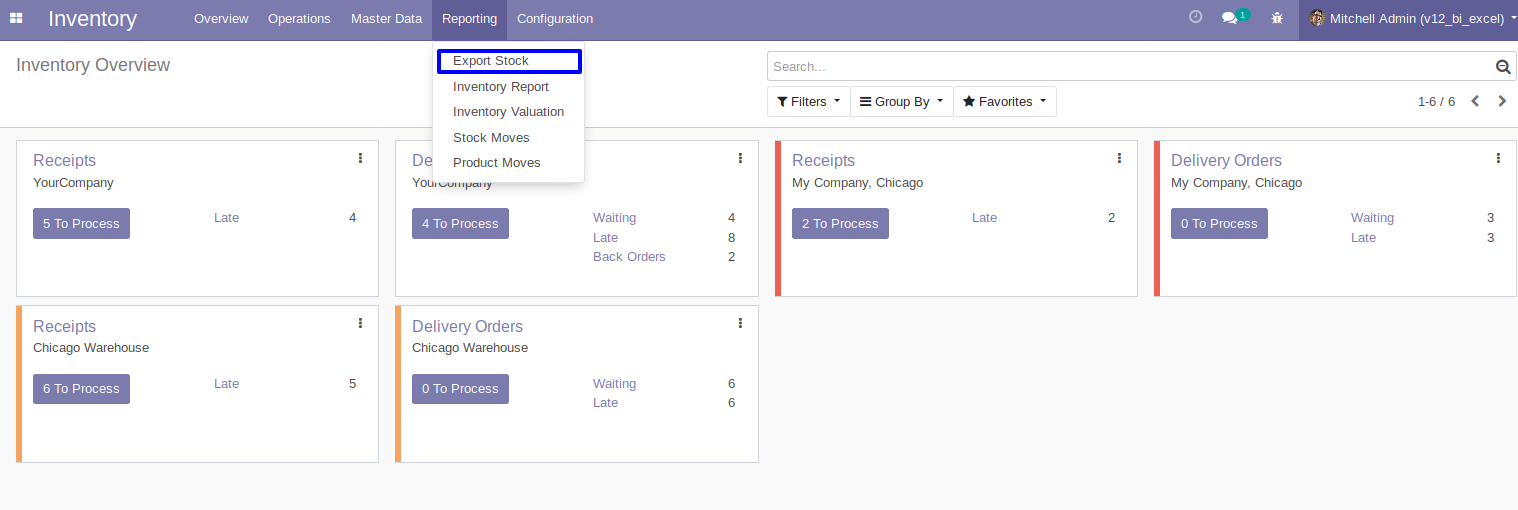 Inventory Overview Operations Master Data Reporting Configuration 1 Mitchell Admin (v12_bi_excel)
Inventory Overview
Export Stock
Inventory Report
Inventory Valuation
Stock Moves
Product Moves
Search...
Filters Group By Favorites 1-6 / 6
Receipts
YourCompany
5 To Process Late 4
De
YourCompany
4 To Process Waiting 4
Late 8
Back Orders 2
Receipts
My Company, Chicago
2 To Process Late 2
Delivery Orders
My Company, Chicago
0 To Process Waiting 3
Late 3
Receipts
Chicago Warehouse
6 To Process Late 5
Delivery Orders
Chicago Warehouse
0 To Process Waiting 6
Late 6